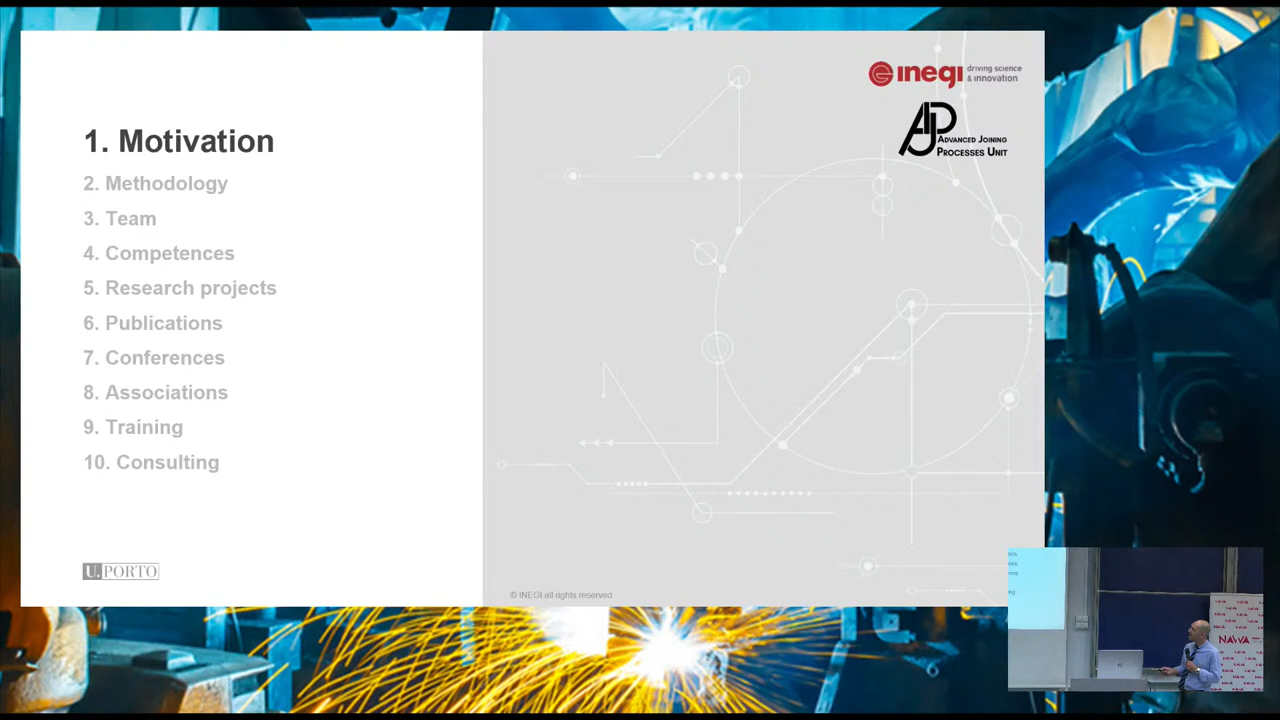 1. Motivation
2. Methodology
3. Team
4. Competences
5. Research projects
6. Publications
7. Conferences
8. Associations
9. Training
10. Consulting
U. PORTO
inegi driving science
& innovation
AJP ADVANCED JOINING
PROCESSES UNIT
© INEGI all rights reserved
NAWA